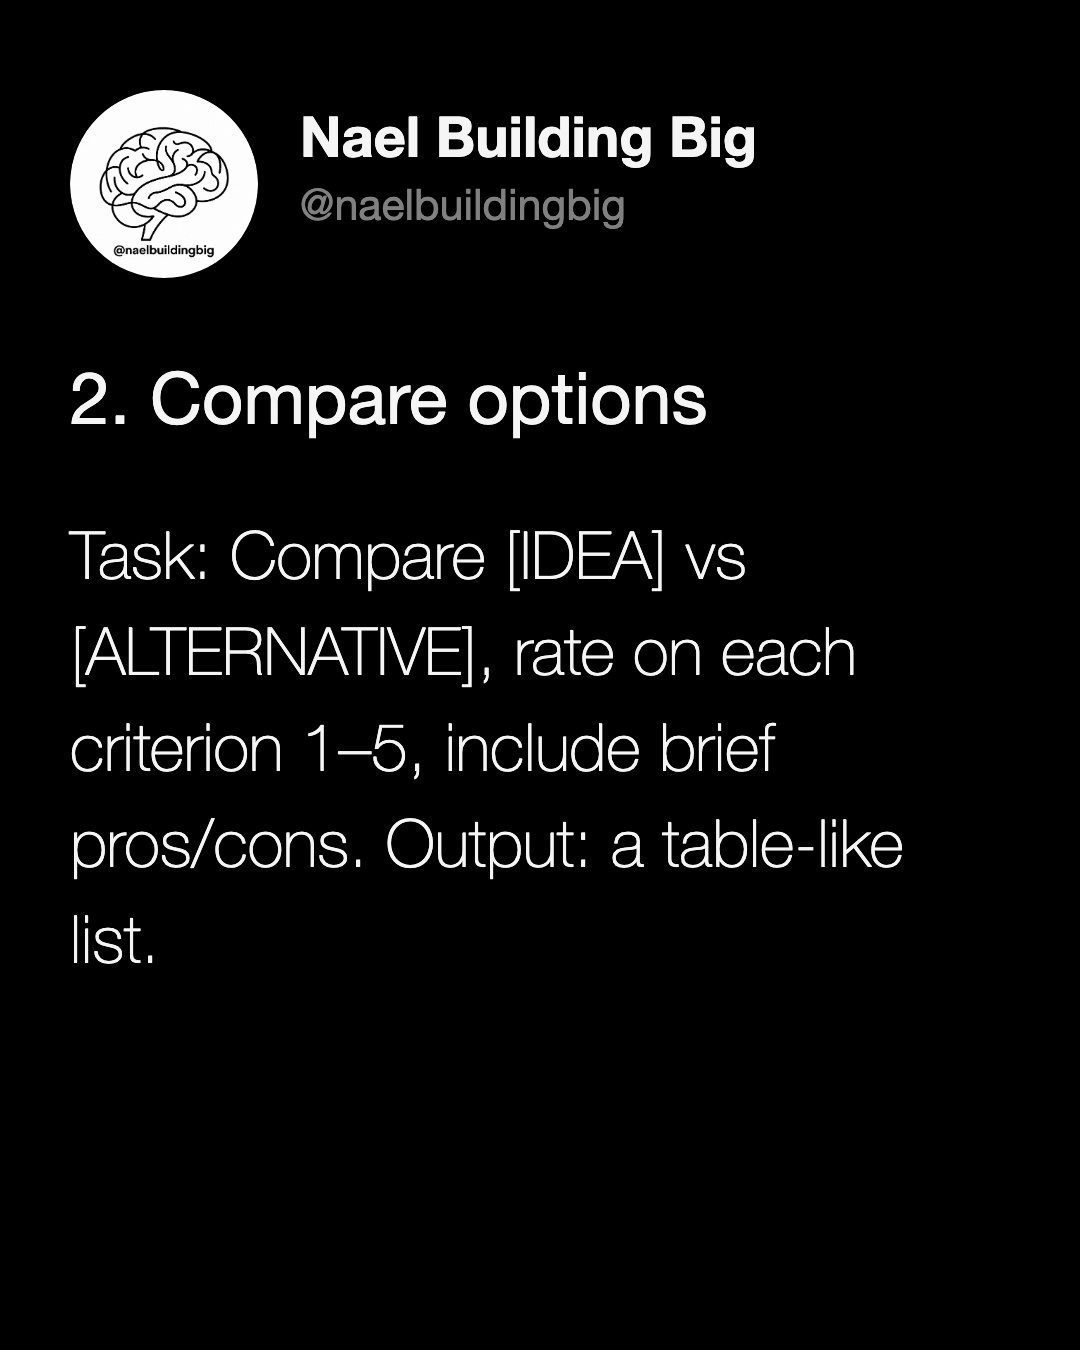 @naelbuildingbig
Nael Building Big
@naelbuildingbig
2. Compare options
Task: Compare [IDEA] vs
[ALTERNATIVE], rate on each
criterion 1–5, include brief
pros/cons. Output: a table-like
list.